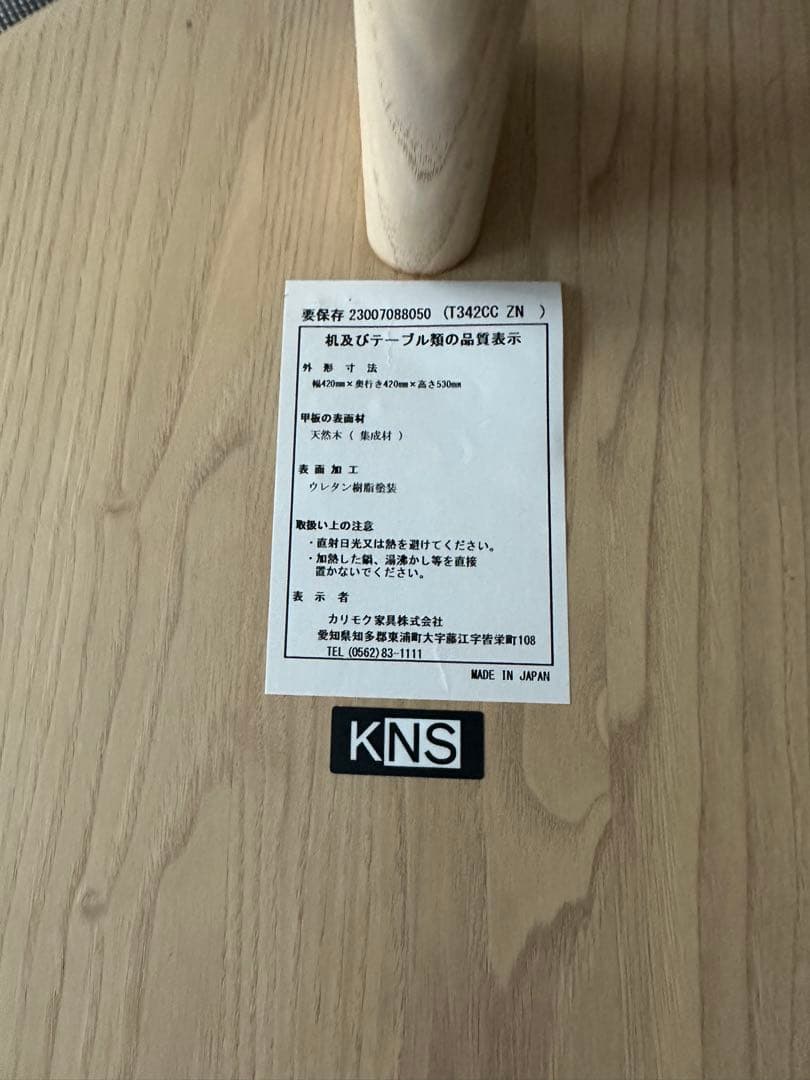 要保存 23007088050 (T342CC ZN )
机及びテーブル類の品質表示
外形寸法
幅420mm×奥行き420mm×高さ530mm
甲板の表面材
天然木（集成材）
表面加工
ウレタン樹脂塗装
取扱い上の注意
・直射日光又は熱を避けてください。
・加熱した鍋、湯沸かし等を直接
置かないでください。
表示者
カリモク家具株式会社
愛知県知多郡東浦町大字藤江字皆栄町108
TEL (0562)83-1111
MADE IN JAPAN
KNS